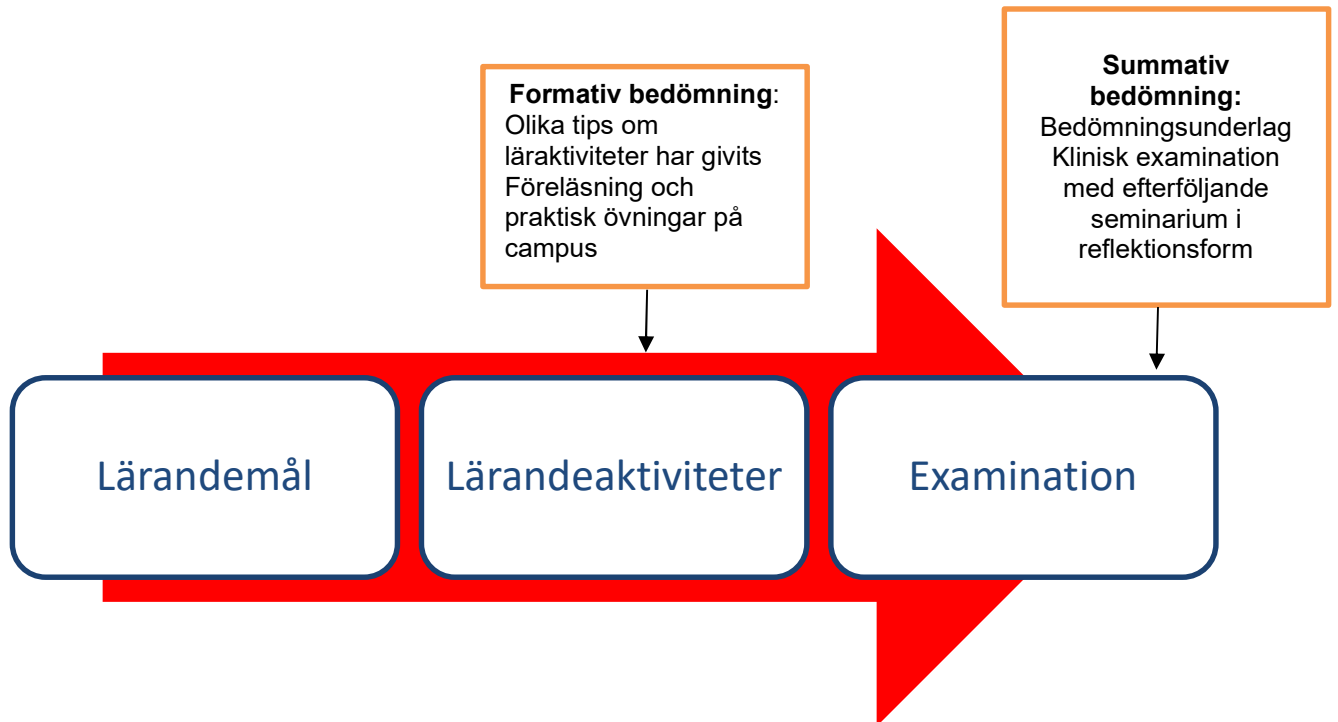 Formativ bedömning:
Olika tips om
läraktiviteter har givits
Föreläsning och
praktisk övningar på
campus
Summativ
bedömning:
Bedömningsunderlag
Klinisk examination
med efterföljande
seminarium i
reflektionsform
Lärandemål
Lärandeaktiviteter
Examination